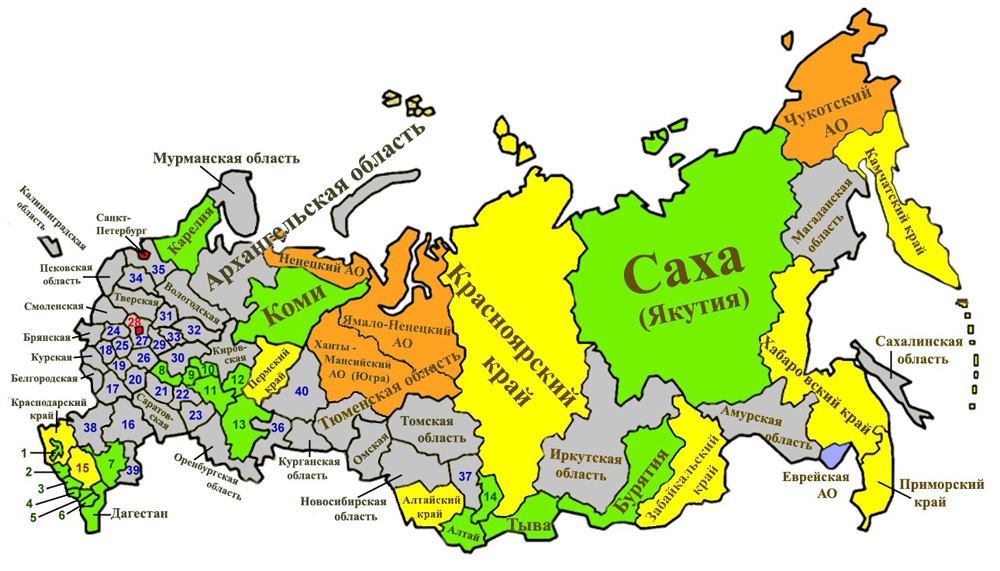 Чукотский
АО
Камчатский край
Магаданская
область
Саха
(Якутия)
Архангельская область
Мурманская область
Калининградская
область
Санкт-
Петербург
Карелия
Псковская
область
34
35
Ненецкий АО
Коми
Смоленская
Тверская
Вологодская
31
Красноярский
край
Ямало-Ненецкий
АО
Ханты -
Мансийский
АО (Югра)
Тюменская область
Брянская
24
28
25
27
29
33
32
Курская
18
26
30
Киров-
ская
Пермский
край
Белгородская
19
20
8
9
10
11
12
17
21
22
40
Краснодарский
край
Саратов-
ская
23
13
36
38
16
Оренбургская
область
Курганская
область
Омская
Томская
область
Новосибирская
область
37
Алтайский
край
14
Алтай
Тыва
Иркутская
область
Бурятия
Забайкальский
край
Амурская
область
Хабаровский край
Сахалинская
область
Еврейская
АО
Приморский
край
1
2
3
4
5
6
15
7
39
Дагестан